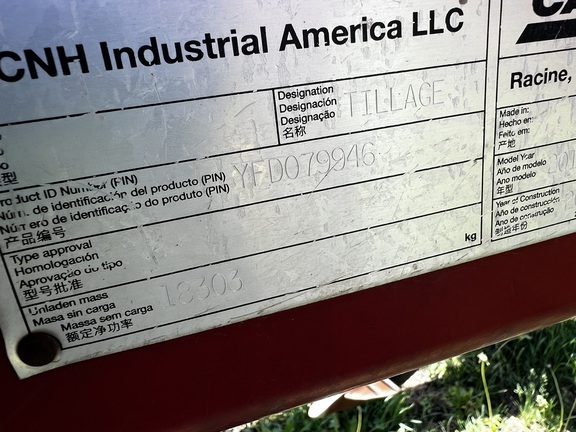 CNH Industrial America LLC
Designation
Designación
Designação
名称
TILLAGE
Product ID Number (PIN)
Núm. de identificación del producto (PIN)
Número de identificação do produto (PIN)
产品编号
YFD079946
Type approval
Homologación
Aprovação do tipo
型号批准
Unladen mass
Masa sin carga
Massa sem carga
额定净功率
18303
kg
Racine,
Made in:
Hecho en:
Feito em:
产地
Model Year
Año de modelo
Ano modelo
年型
Year of Construction
Año de construcción
Ano de construção
制造年份